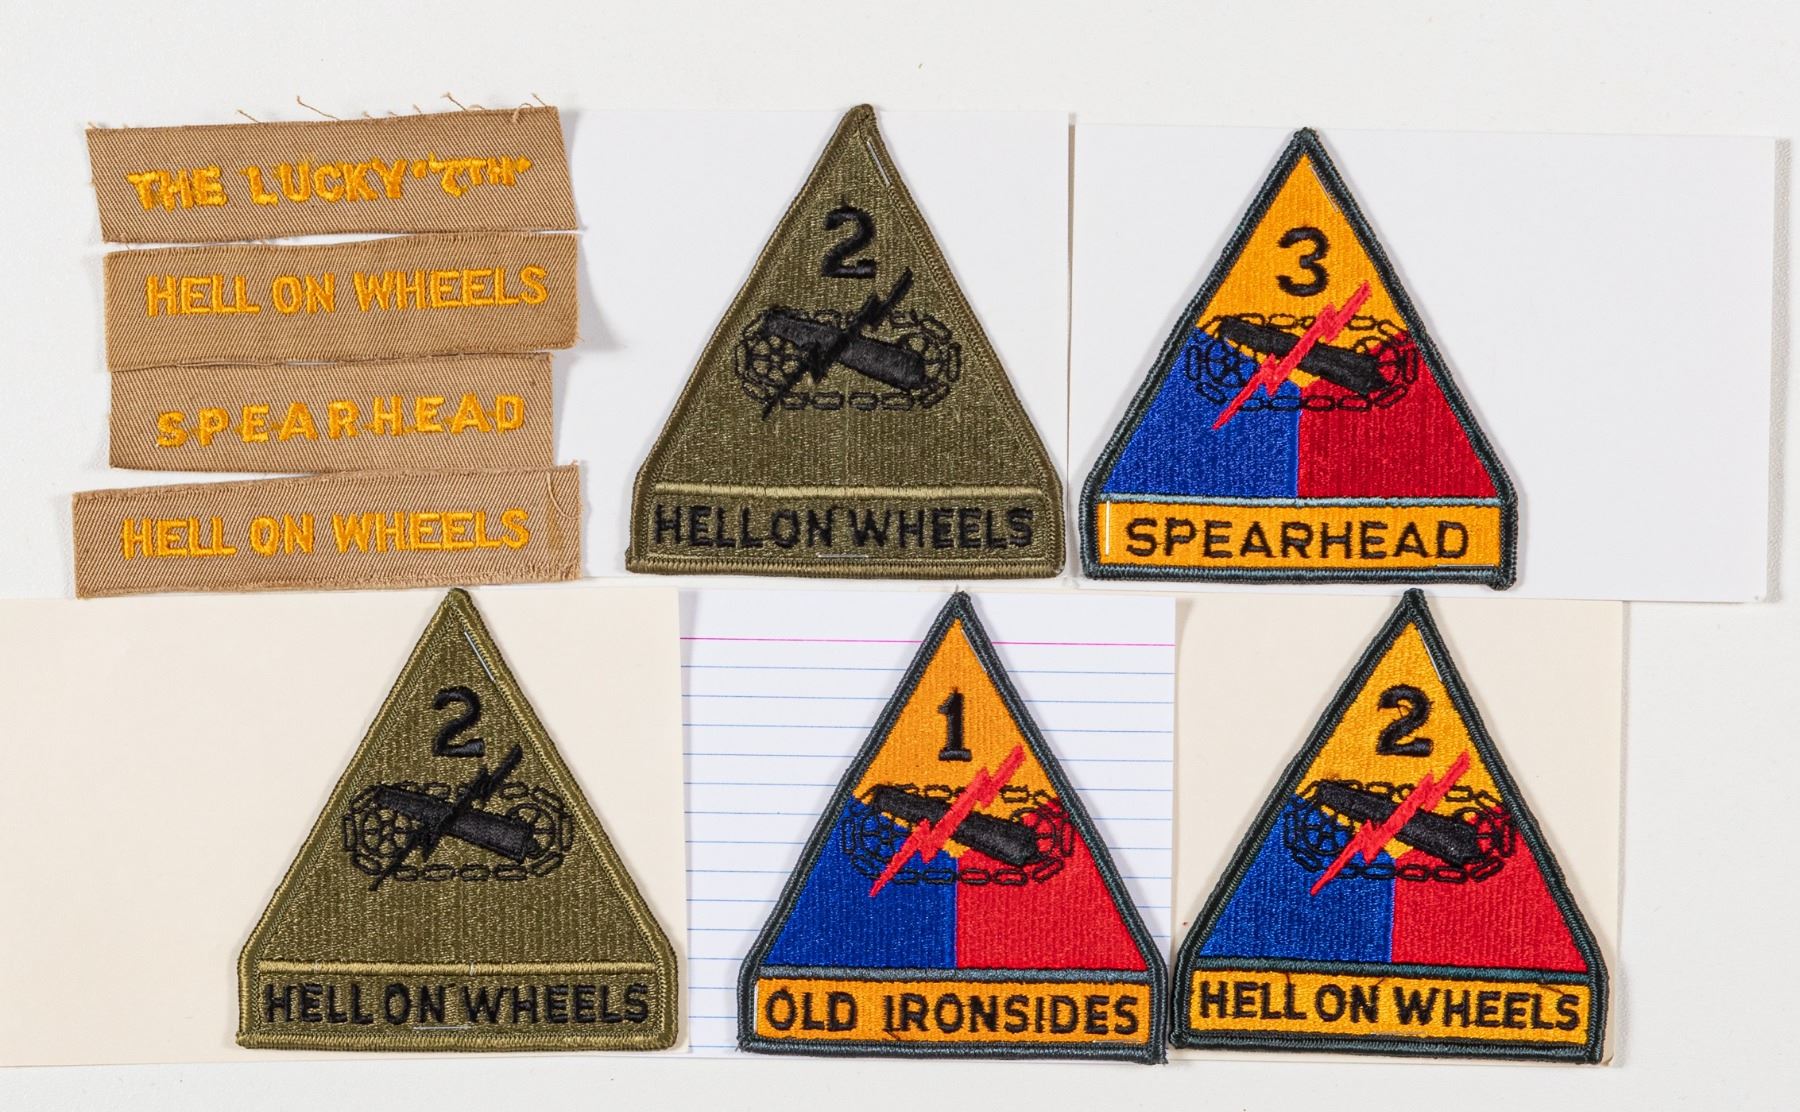 THE LUCKY "7TH"
HELL ON WHEELS
SPEARHEAD
HELL ON WHEELS
2
HELL ON WHEELS
3
SPEARHEAD
2
HELL ON WHEELS
1
OLD IRONSIDES
2
HELL ON WHEELS